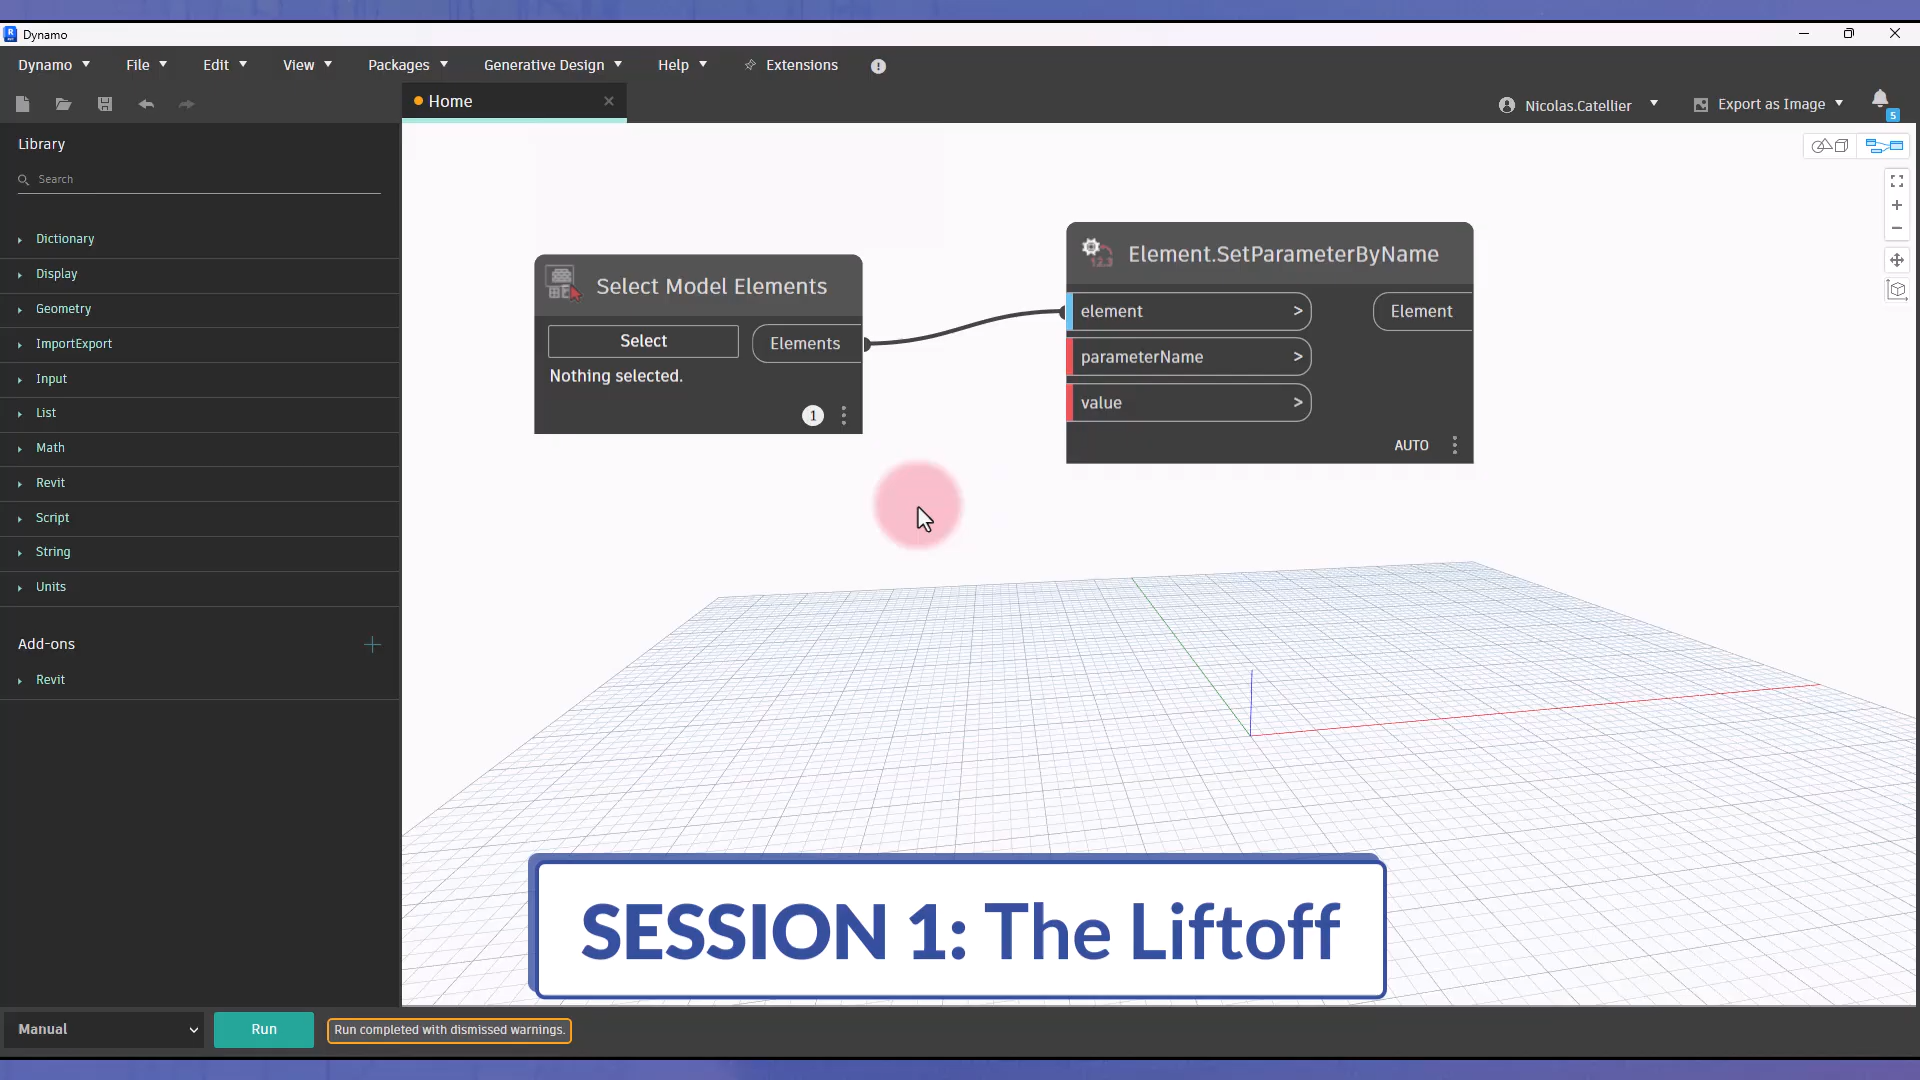 Dynamo
Dynamo File Edit View Packages Generative Design Help Extensions
Home
Nicolas.Catellier
Export as Image
5
Library
Search
Dictionary
Display
Geometry
ImportExport
Input
List
Math
Revit
Script
String
Units
Add-ons
Revit
Select Model Elements
Select
Elements
Nothing selected.
1
12.3
Element.SetParameterByName
element >
Element
parameterName >
value >
AUTO
SESSION 1: The Liftoff
Manual
Run
Run completed with dismissed warnings.